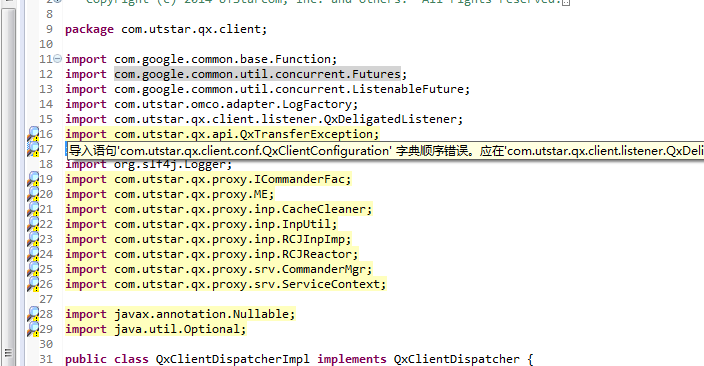 Copyright (c) 2014 UTStarcom, Inc. and others.  All rights reserved.
8
9 package com.utstar.qx.client;
10
11 import com.google.common.base.Function;
12 import com.google.common.util.concurrent.Futures;
13 import com.google.common.util.concurrent.ListenableFuture;
14 import com.utstar.omco.adapter.LogFactory;
15 import com.utstar.qx.client.listener.QxDeligatedListener;
16 import com.utstar.qx.api.QxTransferException;
17 导入语句'com.utstar.qx.client.conf.QxClientConfiguration' 字典顺序错误。应在'com.utstar.qx.client.listener.QxDeli
18 import org.slf4j.Logger;
19 import com.utstar.qx.proxy.ICommanderFac;
20 import com.utstar.qx.proxy.ME;
21 import com.utstar.qx.proxy.inp.CacheCleaner;
22 import com.utstar.qx.proxy.inp.InpUtil;
23 import com.utstar.qx.proxy.inp.RCJInpImp;
24 import com.utstar.qx.proxy.inp.RCJReactor;
25 import com.utstar.qx.proxy.srv.CommanderMgr;
26 import com.utstar.qx.proxy.srv.ServiceContext;
27
28 import javax.annotation.Nullable;
29 import java.util.Optional;
30
31 public class QxClientDispatcherImpl implements QxClientDispatcher {